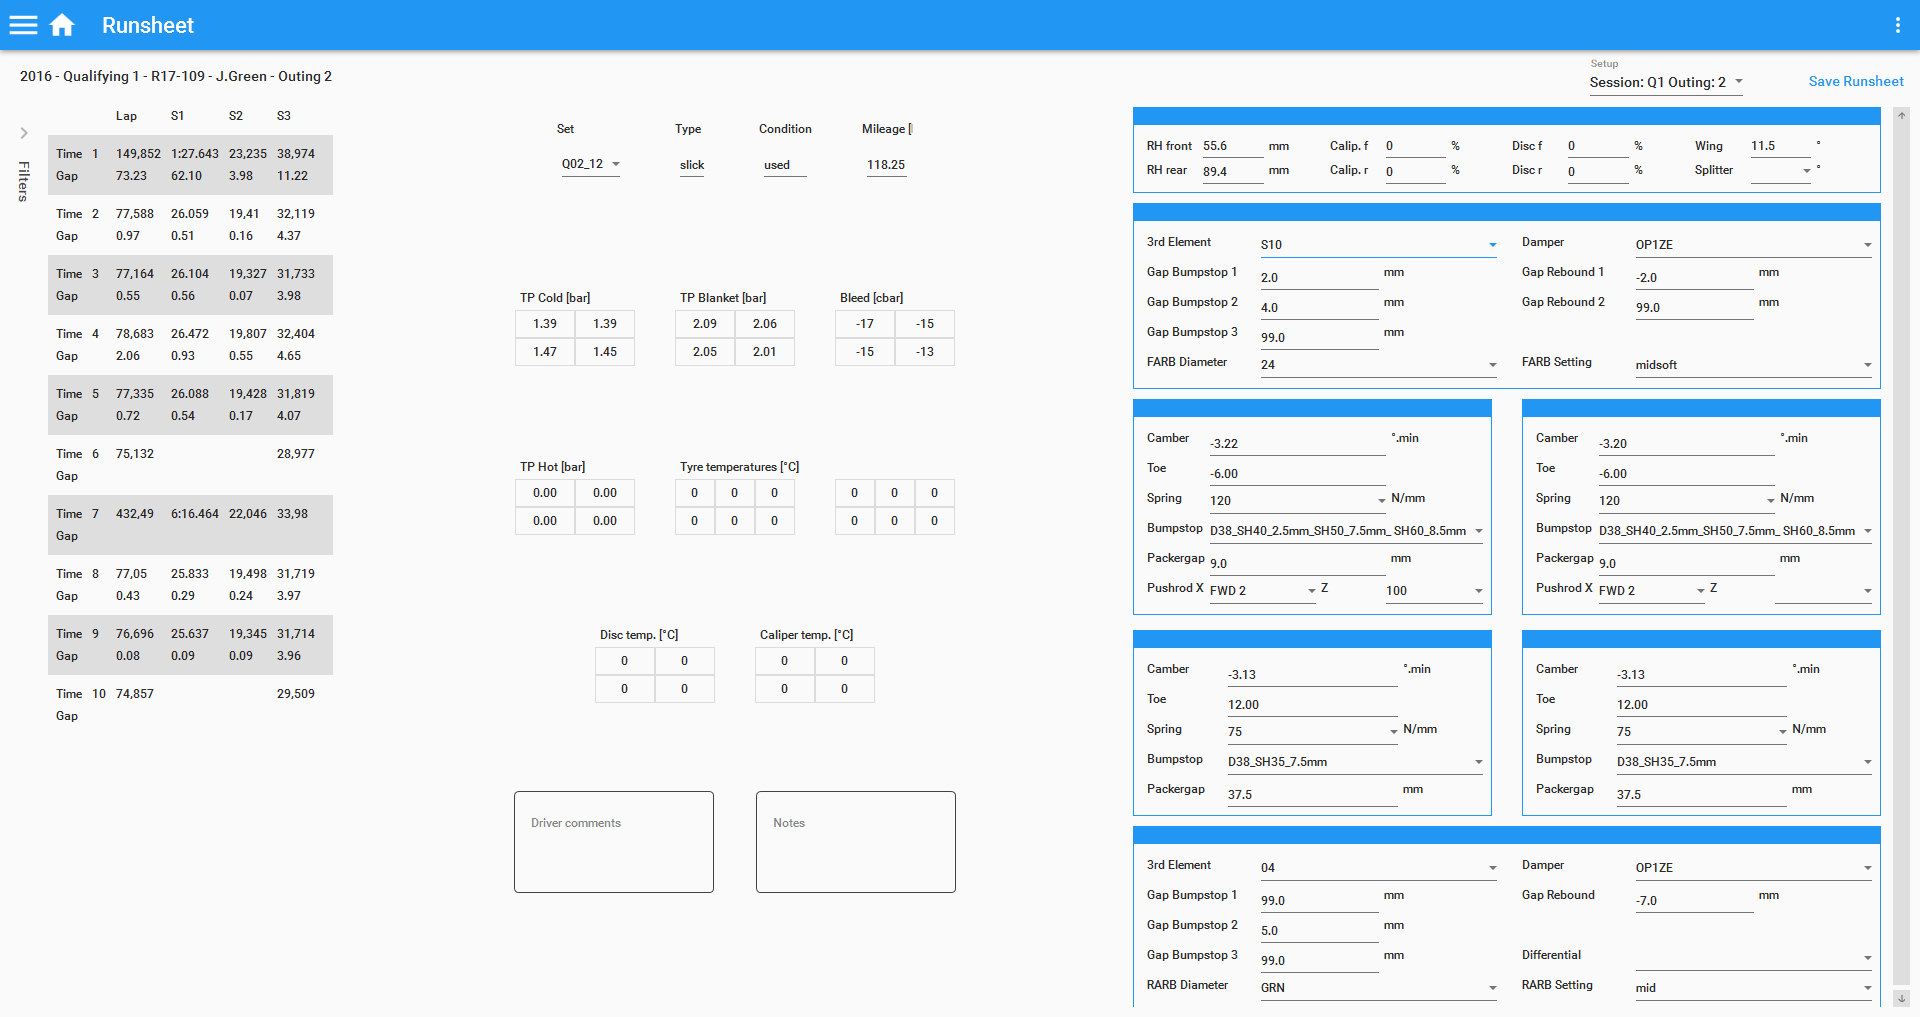 Runsheet
2016 - Qualifying 1 - R17-109 - J.Green - Outing 2
Setup
Session: Q1 Outing: 2
Save Runsheet
Filters
Lap S1 S2 S3
Time 1 149,852 1:27.643 23,235 38,974
Gap 73.23 62.10 3.98 11.22
Time 2 77,588 26.059 19,41 32,119
Gap 0.97 0.51 0.16 4.37
Time 3 77,164 26.104 19,327 31,733
Gap 0.55 0.56 0.07 3.98
Time 4 78,683 26.472 19,807 32,404
Gap 2.06 0.93 0.55 4.65
Time 5 77,335 26.088 19,428 31,819
Gap 0.72 0.54 0.17 4.07
Time 6 75,132 28,977
Gap
Time 7 432,49 6:16.464 22,046 33,98
Gap
Time 8 77,05 25.833 19,498 31,719
Gap 0.43 0.29 0.24 3.97
Time 9 76,696 25.637 19,345 31,714
Gap 0.08 0.09 0.09 3.96
Time 10 74,857 29,509
Gap
Set Type Condition Mileage [
Q02_12 slick used 118.25
TP Cold [bar] TP Blanket [bar] Bleed [cbar]
1.39 1.39 2.09 2.06 -17 -15
1.47 1.45 2.05 2.01 -15 -13
TP Hot [bar] Tyre temperatures [°C]
0.00 0.00 0 0 0 0 0 0
0.00 0.00 0 0 0 0 0 0
Disc temp. [°C] Caliper temp. [°C]
0 0 0 0
0 0 0 0
Driver comments Notes
RH front 55.6 mm Calip. f 0 % Disc f 0 % Wing 11.5 °
RH rear 89.4 mm Calip. r 0 % Disc r 0 % Splitter °
3rd Element S10 Damper OP1ZE
Gap Bumpstop 1 2.0 mm Gap Rebound 1 -2.0 mm
Gap Bumpstop 2 4.0 mm Gap Rebound 2 99.0 mm
Gap Bumpstop 3 99.0 mm
FARB Diameter 24 FARB Setting midsoft
Camber -3.22 °.min
Toe -6.00
Spring 120 N/mm
Bumpstop D38_SH40_2.5mm_SH50_7.5mm_ SH60_8.5mm
Packergap 9.0 mm
Pushrod X FWD 2 Z 100
Camber -3.20 °.min
Toe -6.00
Spring 120 N/mm
Bumpstop D38_SH40_2.5mm_SH50_7.5mm_ SH60_8.5mm
Packergap 9.0 mm
Pushrod X FWD 2 Z
Camber -3.13 °.min
Toe 12.00
Spring 75 N/mm
Bumpstop D38_SH35_7.5mm
Packergap 37.5 mm
Camber -3.13 °.min
Toe 12.00
Spring 75 N/mm
Bumpstop D38_SH35_7.5mm
Packergap 37.5 mm
3rd Element 04 Damper OP1ZE
Gap Bumpstop 1 99.0 mm Gap Rebound -7.0 mm
Gap Bumpstop 2 5.0 mm
Gap Bumpstop 3 99.0 mm Differential
RARB Diameter GRN RARB Setting mid